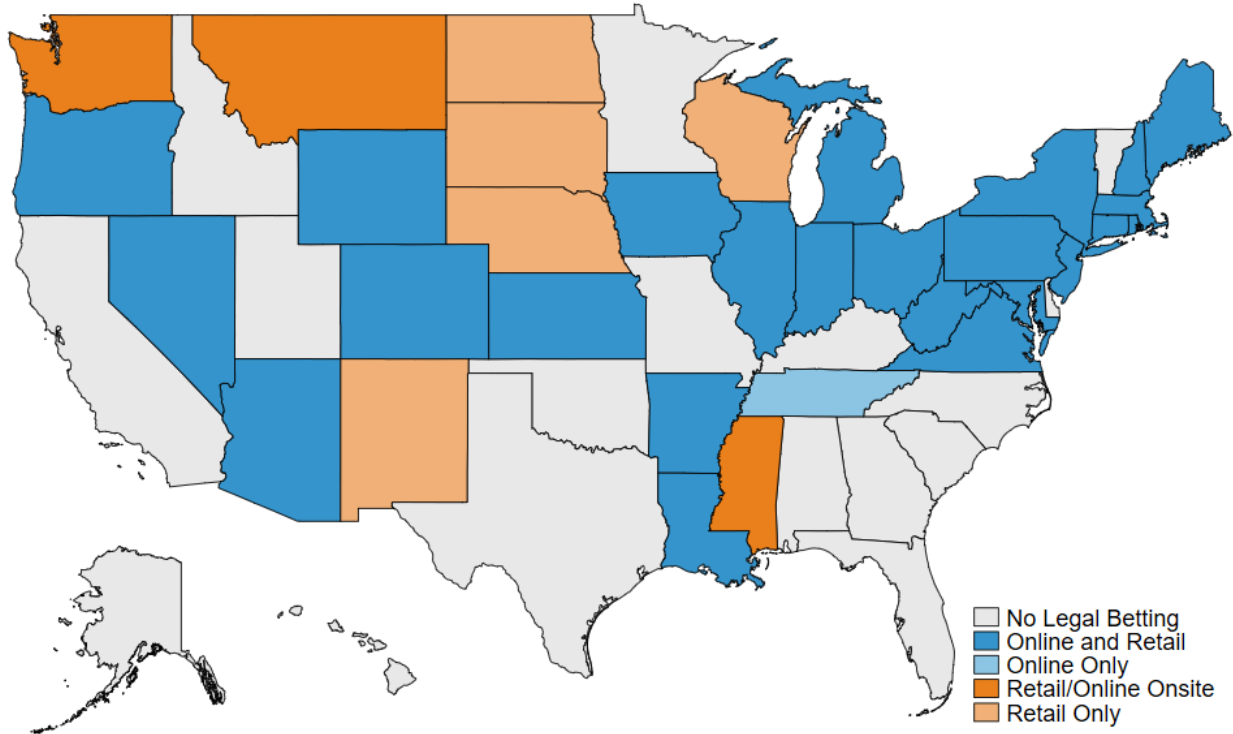 No Legal Betting
Online and Retail
Online Only
Retail/Online Onsite
Retail Only